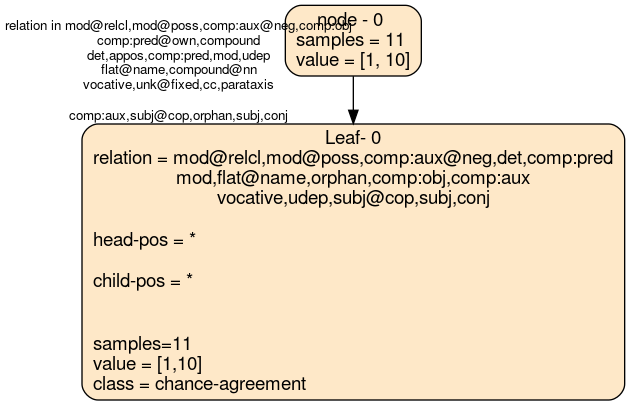 node - 0
samples = 11
value = [1, 10]
relation in mod@relcl,mod@poss,comp:aux@neg,comp:obj
comp:pred@own,compound
det,appos,comp:pred,mod,udep
flat@name,compound@nn
vocative,unk@fixed,cc,parataxis
comp:aux,subj@cop,orphan,subj,conj
Leaf- 0
relation = mod@relcl,mod@poss,comp:aux@neg,det,comp:pred
mod,flat@name,orphan,comp:obj,comp:aux
vocative,udep,subj@cop,subj,conj
head-pos = *
child-pos = *
samples=11
value = [1,10]
class = chance-agreement